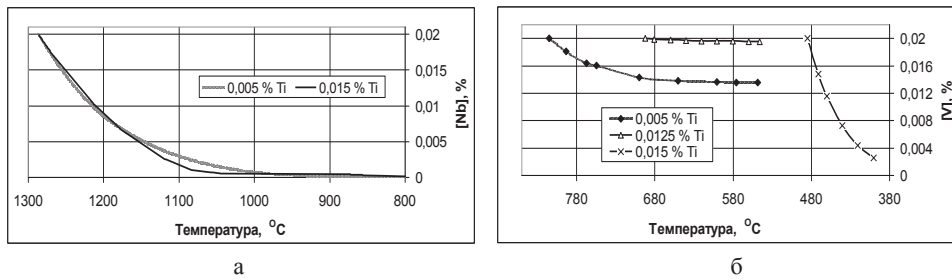 0,02
0,015
0,01
0,005
0
[Nb], %
0,005 % Ti 0,015 % Ti
1300 1200 1100 1000 900 800
Температура, °C
а
0,02
0,016
0,012
0,008
0,004
0
[V], %
0,005 % Ti
0,0125 % Ti
0,015 % Ti
780 680 580 480 380
Температура, °C
б